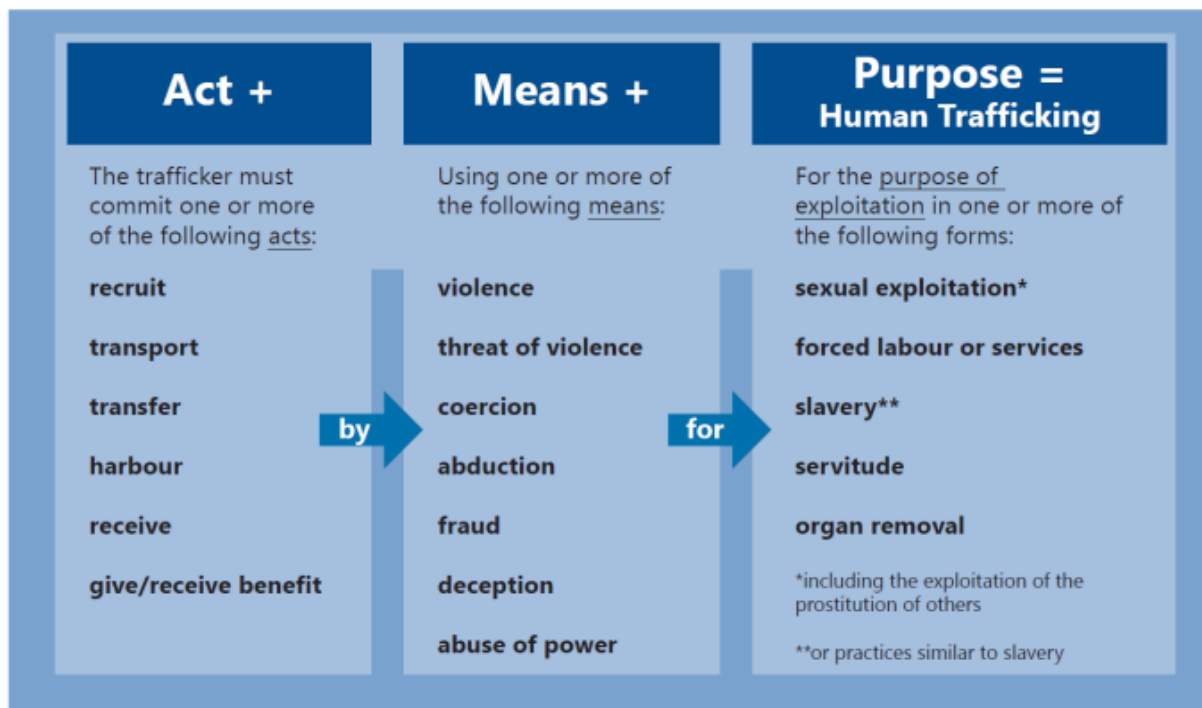 Act +
The trafficker must
commit one or more
of the following acts:
recruit
transport
transfer
harbour
receive
give/receive benefit
by
Means +
Using one or more of
the following means:
violence
threat of violence
coercion
abduction
fraud
deception
abuse of power
for
Purpose =
Human Trafficking
For the purpose of
exploitation in one or more of
the following forms:
sexual exploitation*
forced labour or services
slavery**
servitude
organ removal
*including the exploitation of the
prostitution of others
**or practices similar to slavery